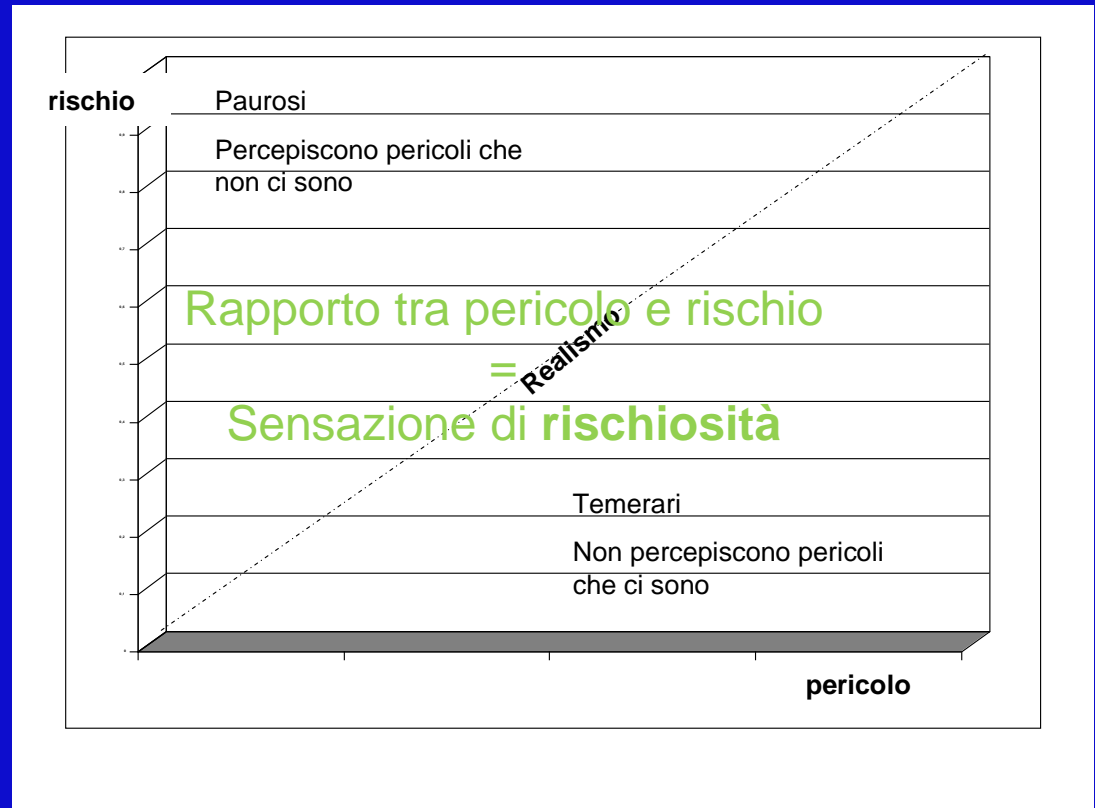 rischio
Paurosi
Percepiscono pericoli che
non ci sono
Rapporto tra pericolo e rischio
=
Realismo
Sensazione di rischiosità
Temerari
Non percepiscono pericoli
che ci sono
pericolo